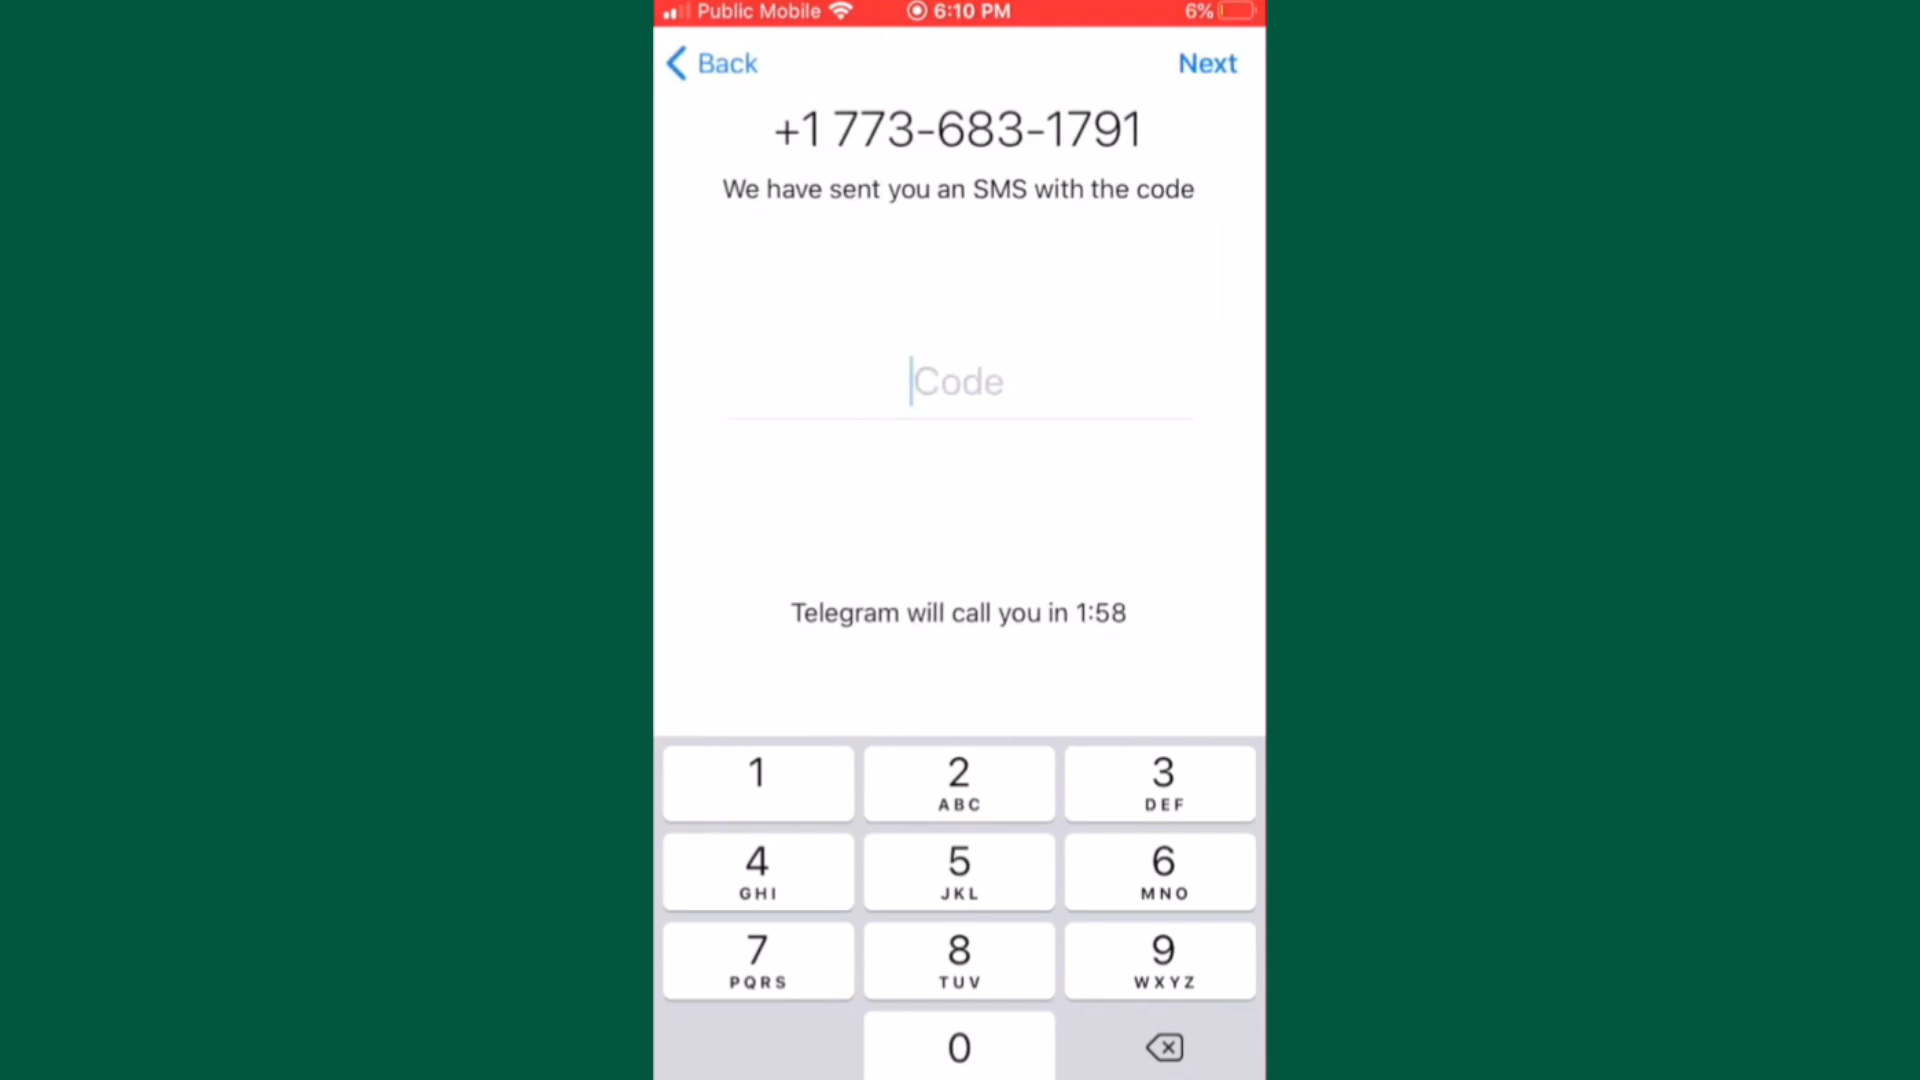 Public Mobile 6:10 PM 6%
Back Next
+1 773-683-1791
We have sent you an SMS with the code
Code
Telegram will call you in 1:58
1 2 3
ABC DEF
4 5 6
GHI JKL MNO
7 8 9
PQRS TUV WXYZ
0